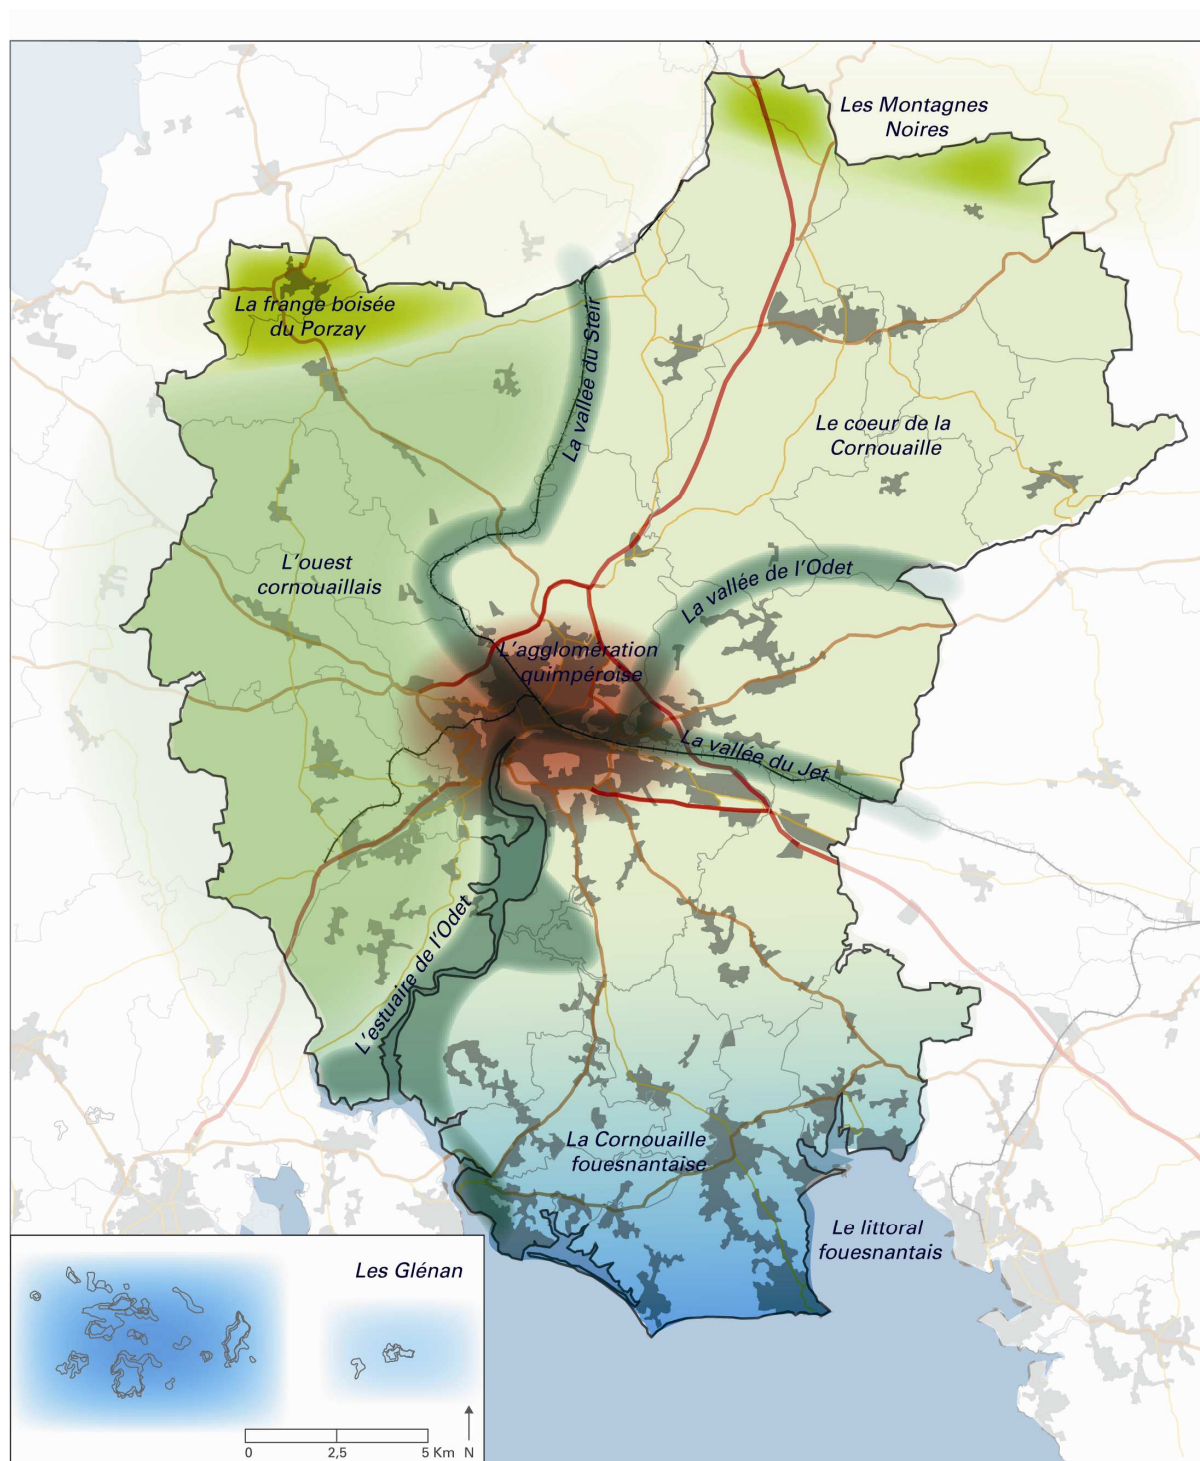 Les Montagnes
Noires
La frange boisée
du Porzay
La vallée du Steïr
Le coeur de la
Cornouaille
L'ouest
cornouaillais
La vallée de l'Odet
L'agglomération
quimpéroise
La vallée du Jet
L'estuaire de l'Odet
La Cornouaille
fouesnantaise
Le littoral
fouesnantais
Les Glénan
0 2,5 5 Km N